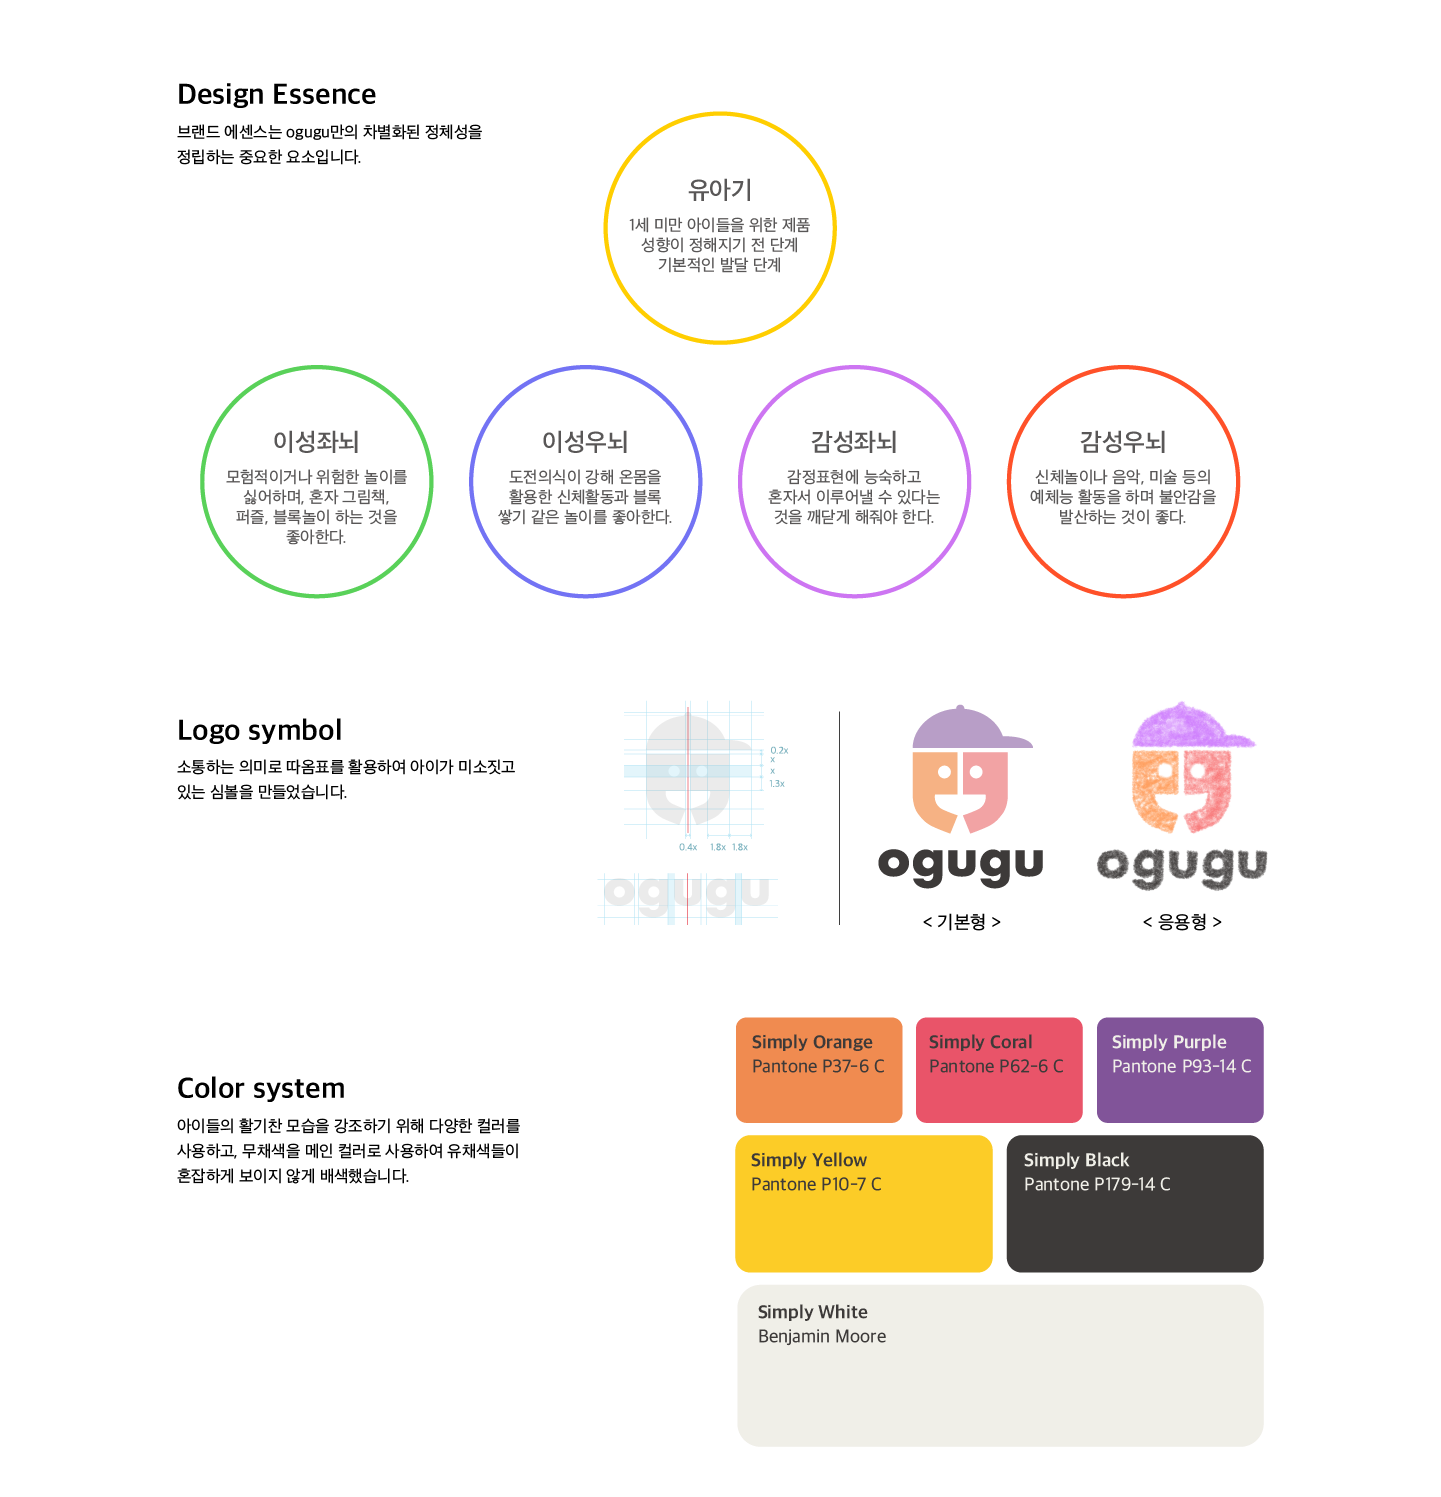 Design Essence
브랜드 에센스는 ogugu만의 차별화된 정체성을
정립하는 중요한 요소입니다.
유아기
1세 미만 아이들을 위한 제품
성향이 정해지기 전 단계
기본적인 발달 단계
이성좌뇌
모험적이거나 위험한 놀이를
싫어하며, 혼자 그림책,
퍼즐, 블록놀이 하는 것을
좋아한다.
이성우뇌
도전의식이 강해 온몸을
활용한 신체활동과 블록
쌓기 같은 놀이를 좋아한다.
감성좌뇌
감정표현에 능숙하고
혼자서 이루어낼 수 있다는
것을 깨닫게 해줘야 한다.
감성우뇌
신체놀이나 음악, 미술 등의
예체능 활동을 하며 불안감을
발산하는 것이 좋다.
Logo symbol
소통하는 의미로 따옴표를 활용하여 아이가 미소짓고
있는 심볼을 만들었습니다.
0.2x
x
x
1.3x
0.4x 1.8x 1.8x
ogugu
ogugu
< 기본형 >
ogugu
< 응용형 >
Color system
아이들의 활기찬 모습을 강조하기 위해 다양한 컬러를
사용하고, 무채색을 메인 컬러로 사용하여 유채색들이
혼잡하게 보이지 않게 배색했습니다.
Simply Orange
Pantone P37-6 C
Simply Coral
Pantone P62-6 C
Simply Purple
Pantone P93-14 C
Simply Yellow
Pantone P10-7 C
Simply Black
Pantone P179-14 C
Simply White
Benjamin Moore